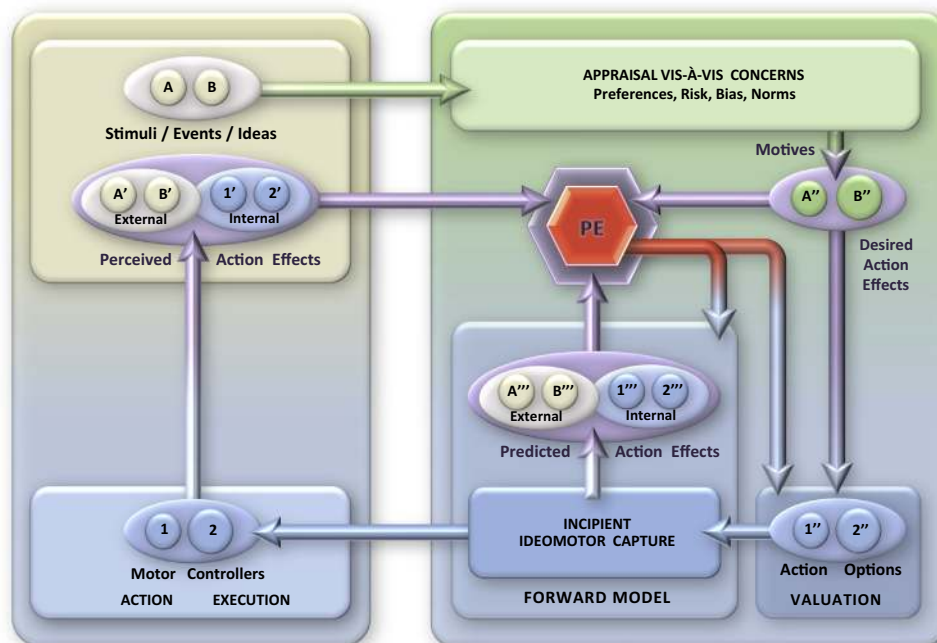 A B
Stimuli / Events / Ideas
A’ B’ 1’ 2’
External Internal
Perceived Action Effects
APPRAISAL VIS-À-VIS CONCERNS
Preferences, Risk, Bias, Norms
Motives
A’’ B’’
Desired
Action
Effects
PE
A’’’ B’’’ 1’’’ 2’’’
External Internal
Predicted Action Effects
1 2
Motor Controllers
ACTION EXECUTION
INCIPIENT
IDEOMOTOR CAPTURE
FORWARD MODEL
1’’ 2’’
Action Options
VALUATION